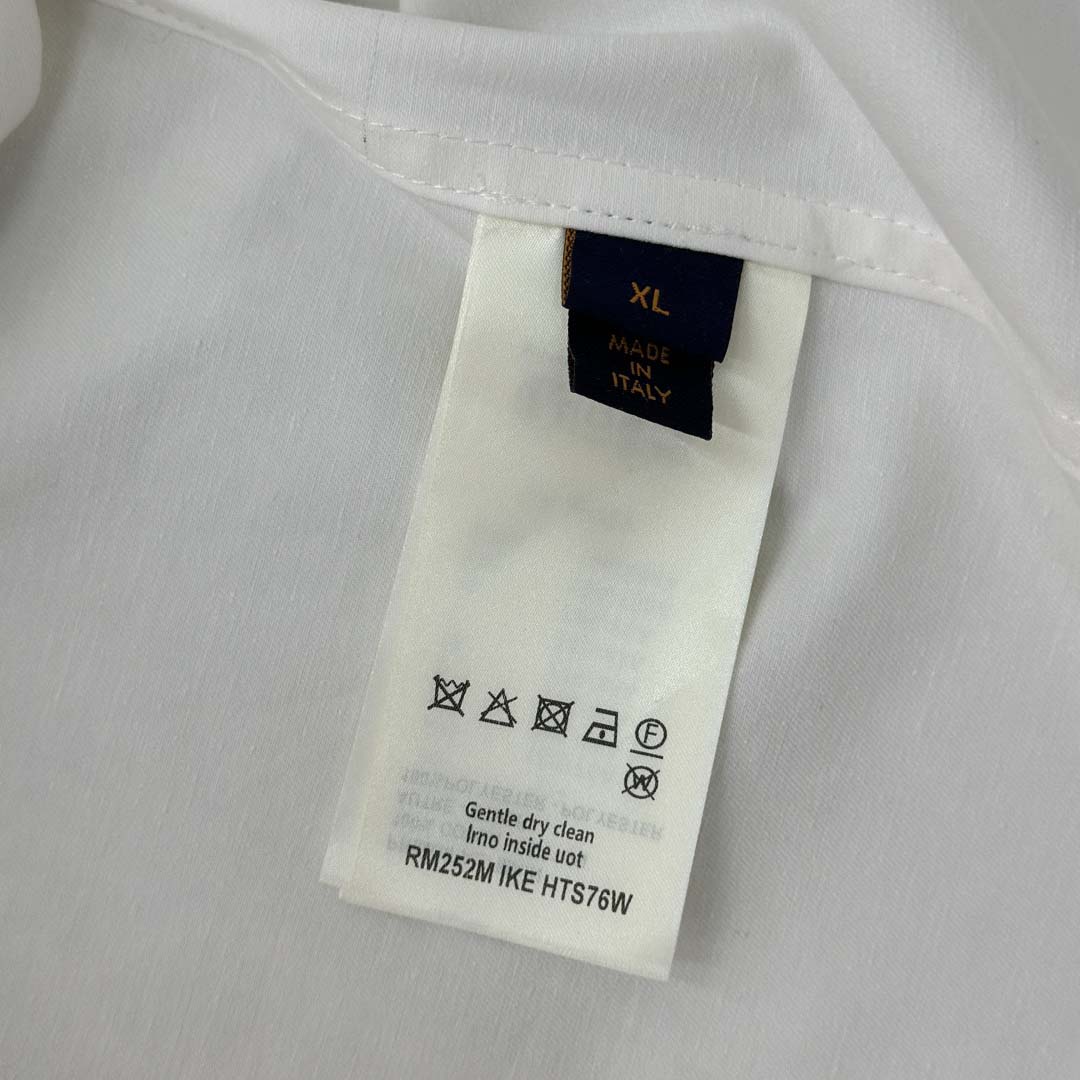 XL
MADE
IN
ITALY
F
W
Gentle dry clean
Irno inside uot
RM252M IKE HTS76W